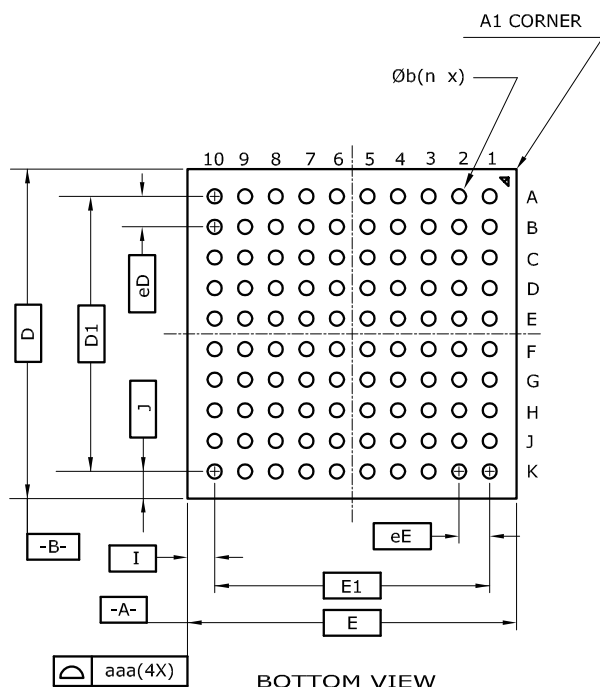 A1 CORNER
Øb(n x)
10 9 8 7 6 5 4 3 2 1
A
B
C
D
E
F
G
H
J
K
eD
D
D1
J
-B-
I
eE
E1
-A-
E
aaa(4X)
BOTTOM VIEW